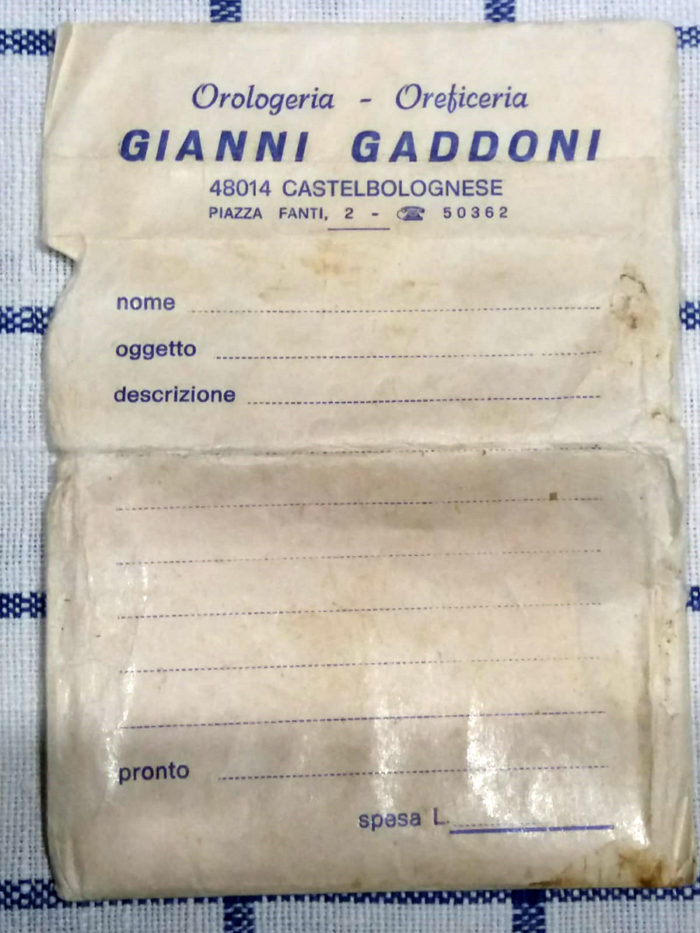 Orologeria - Oreficeria
GIANNI GADDONI
48014 CASTELBOLOGNESE
PIAZZA FANTI, 2 - ☎ 50362
nome
oggetto
descrizione
pronto
spesa L.